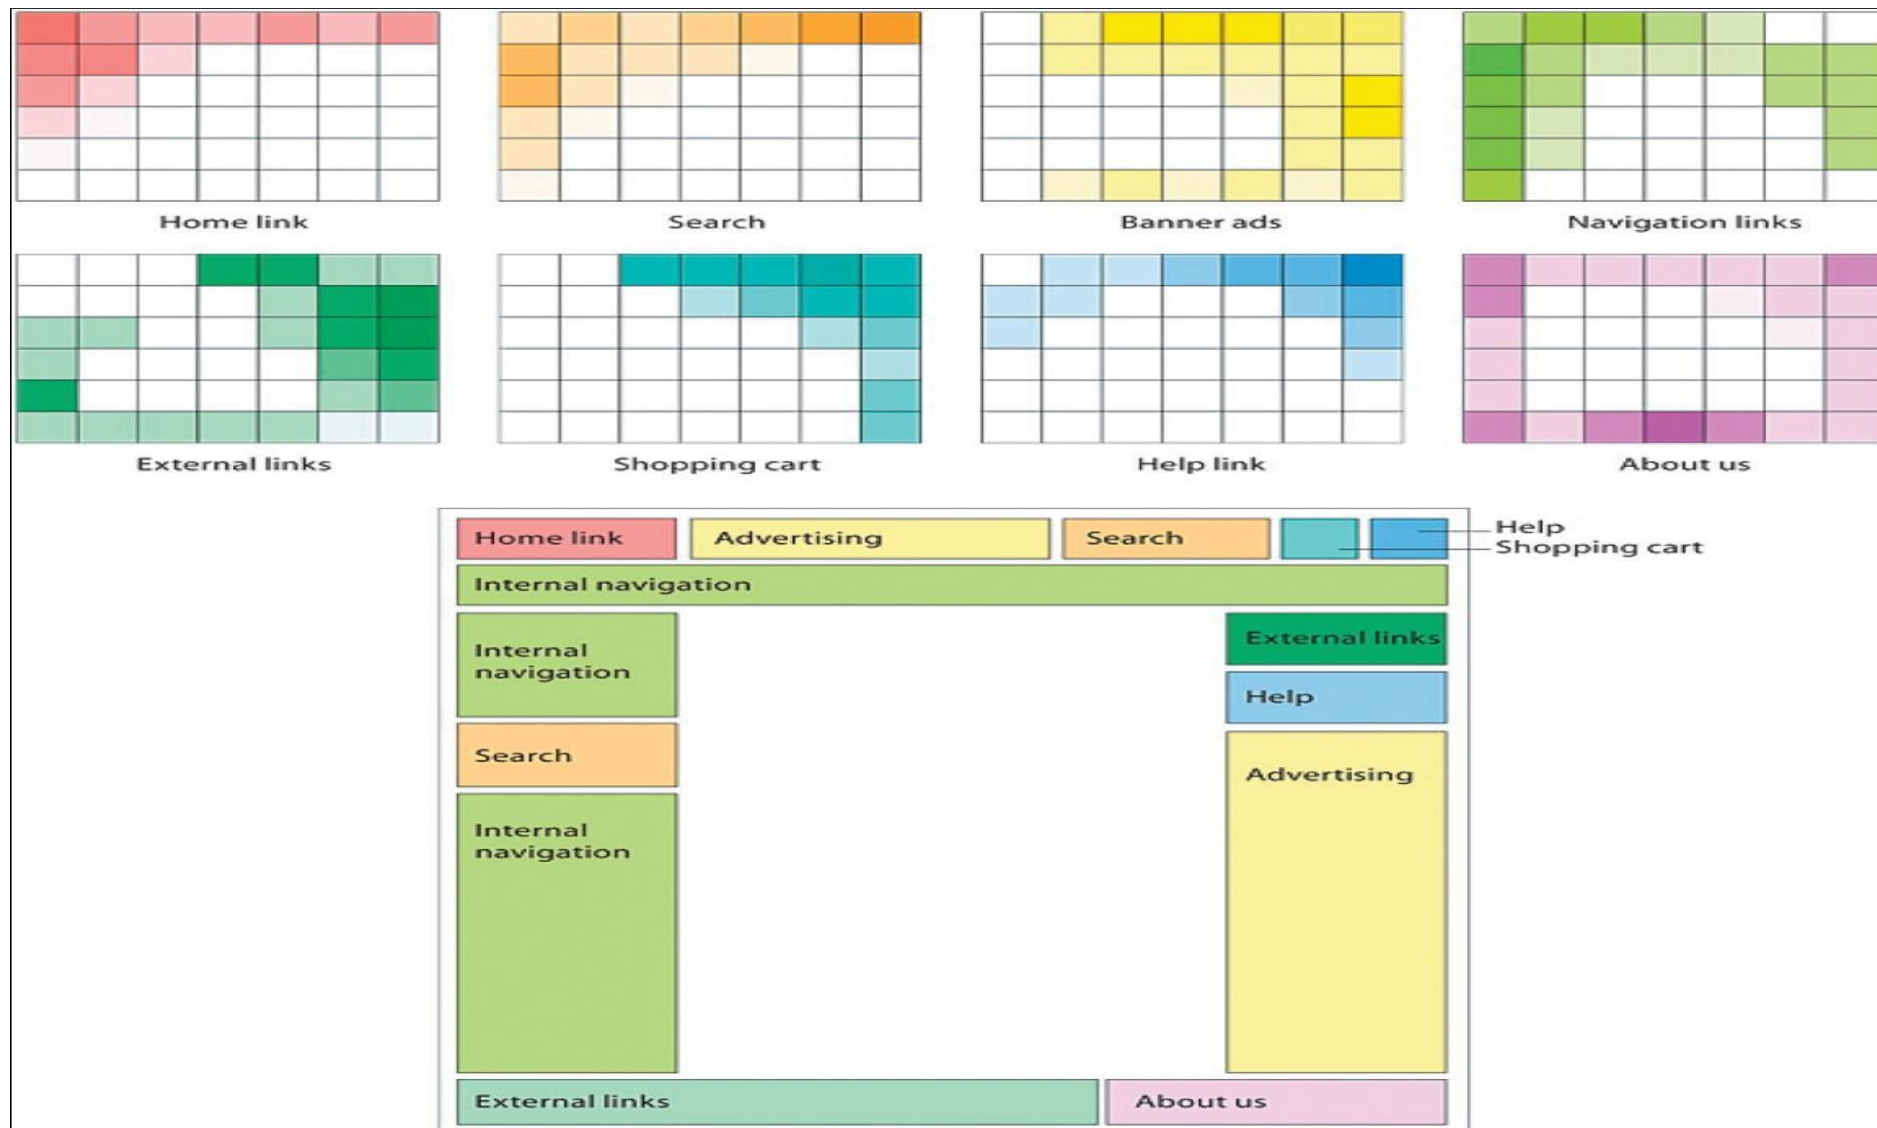 Home link
Search
Banner ads
Navigation links
External links
Shopping cart
Help link
About us
Home link
Advertising
Search
Help
Shopping cart
Internal navigation
Internal
navigation
External links
Help
Search
Advertising
Internal
navigation
External links
About us